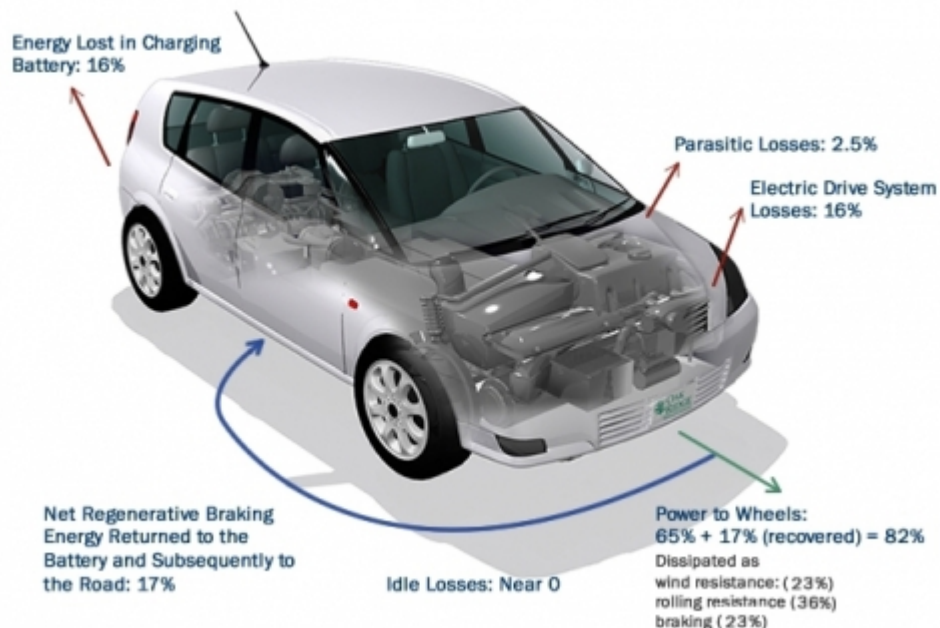 Energy Lost in Charging
Battery: 16%
Parasitic Losses: 2.5%
Electric Drive System
Losses: 16%
Net Regenerative Braking
Energy Returned to the
Battery and Subsequently to
the Road: 17%
Idle Losses: Near 0
Power to Wheels:
65% + 17% (recovered) = 82%
Dissipated as
wind resistance: (23%)
rolling resistance (36%)
braking (23%)